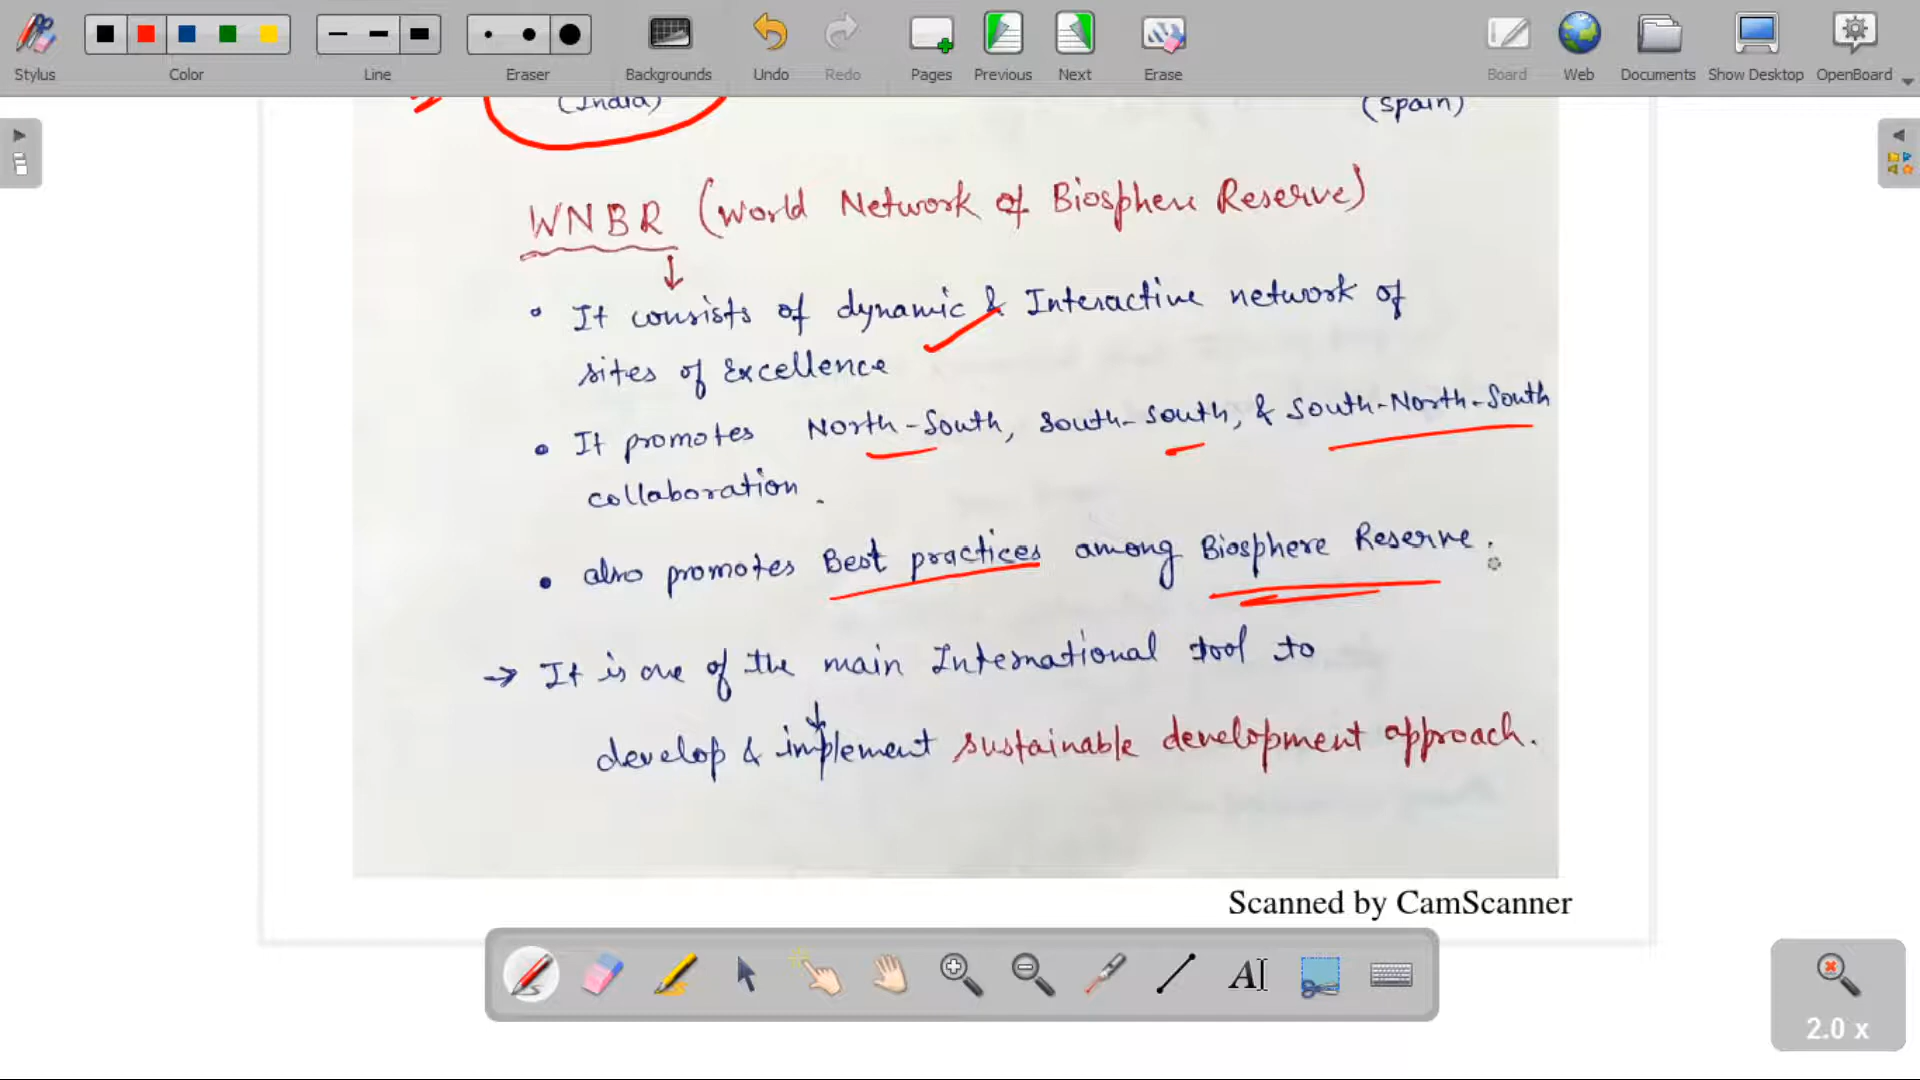 Stylus
Color
Line
Eraser
Backgrounds
Undo
Redo
Pages
Previous
Next
Erase
Board
Web
Documents
Show Desktop
OpenBoard
(India)
(Spain)
WNBR (World Network of Biosphere Reserve)
• It consists of dynamic & Interactive network of
sites of Excellence
• It promotes North-South, South-South, & South-North-South
collaboration.
• also promotes Best practices among Biosphere Reserve.
→ It is one of the main International tool to
develop & implement sustainable development approach.
Scanned by CamScanner
2.0 x